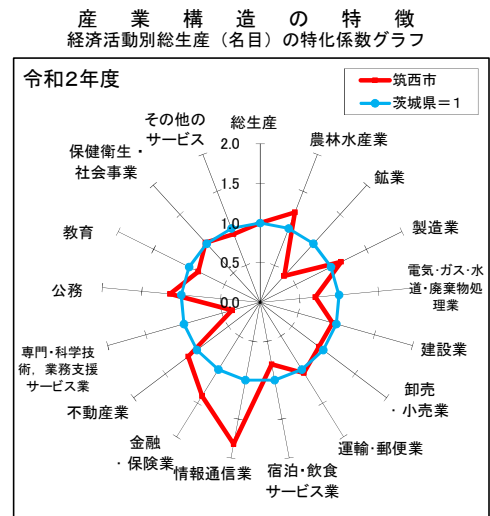 産業構造の特徴
経済活動別総生産（名目）の特化係数グラフ
令和2年度
筑西市
茨城県＝1
総生産
農林水産業
鉱業
製造業
電気･ガス･水
道･廃棄物処
理業
建設業
卸売
・小売業
運輸･郵便業
宿泊・飲食
サービス業
情報通信業
金融
・保険業
不動産業
専門・科学技
術，業務支援
サービス業
公務
教育
保健衛生・
社会事業
その他の
サービス
2.0
1.5
1.0
0.5
0.0